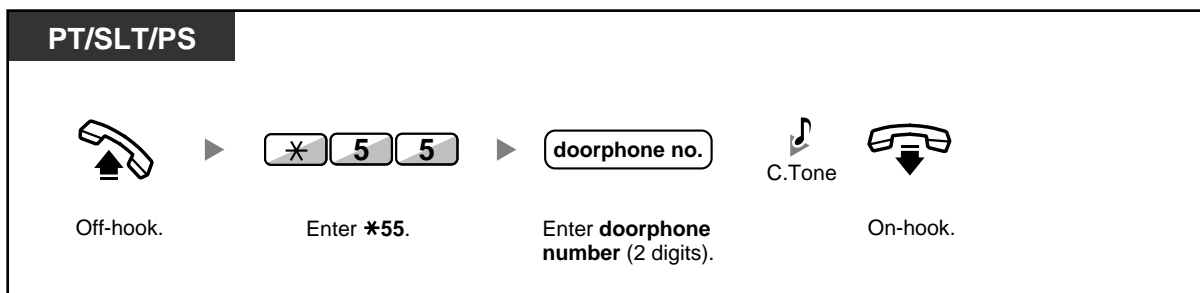 PT/SLT/PS
* 5 5
doorphone no.
C.Tone
Off-hook.
Enter *55.
Enter doorphone
number (2 digits).
On-hook.